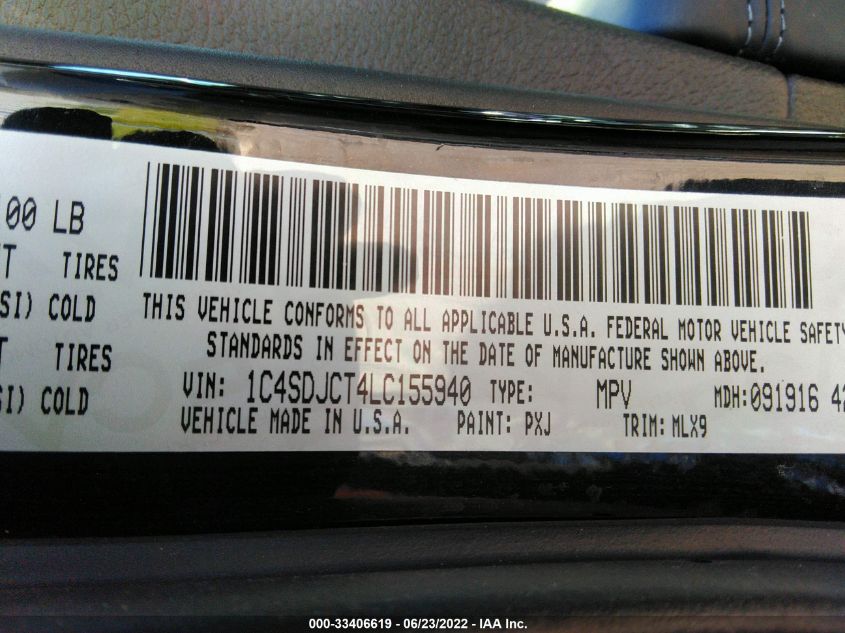 00 LB
T TIRES
SI) COLD
T TIRES
SI) COLD
THIS VEHICLE CONFORMS TO ALL APPLICABLE U.S.A. FEDERAL MOTOR VEHICLE SAFETY
STANDARDS IN EFFECT ON THE DATE OF MANUFACTURE SHOWN ABOVE.
VIN: 1C4SDJCT4LC155940 TYPE: MPV MDH: 091916 42
VEHICLE MADE IN U.S.A. PAINT: PXJ TRIM: MLX9
000-33406619 - 06/23/2022 - IAA Inc.